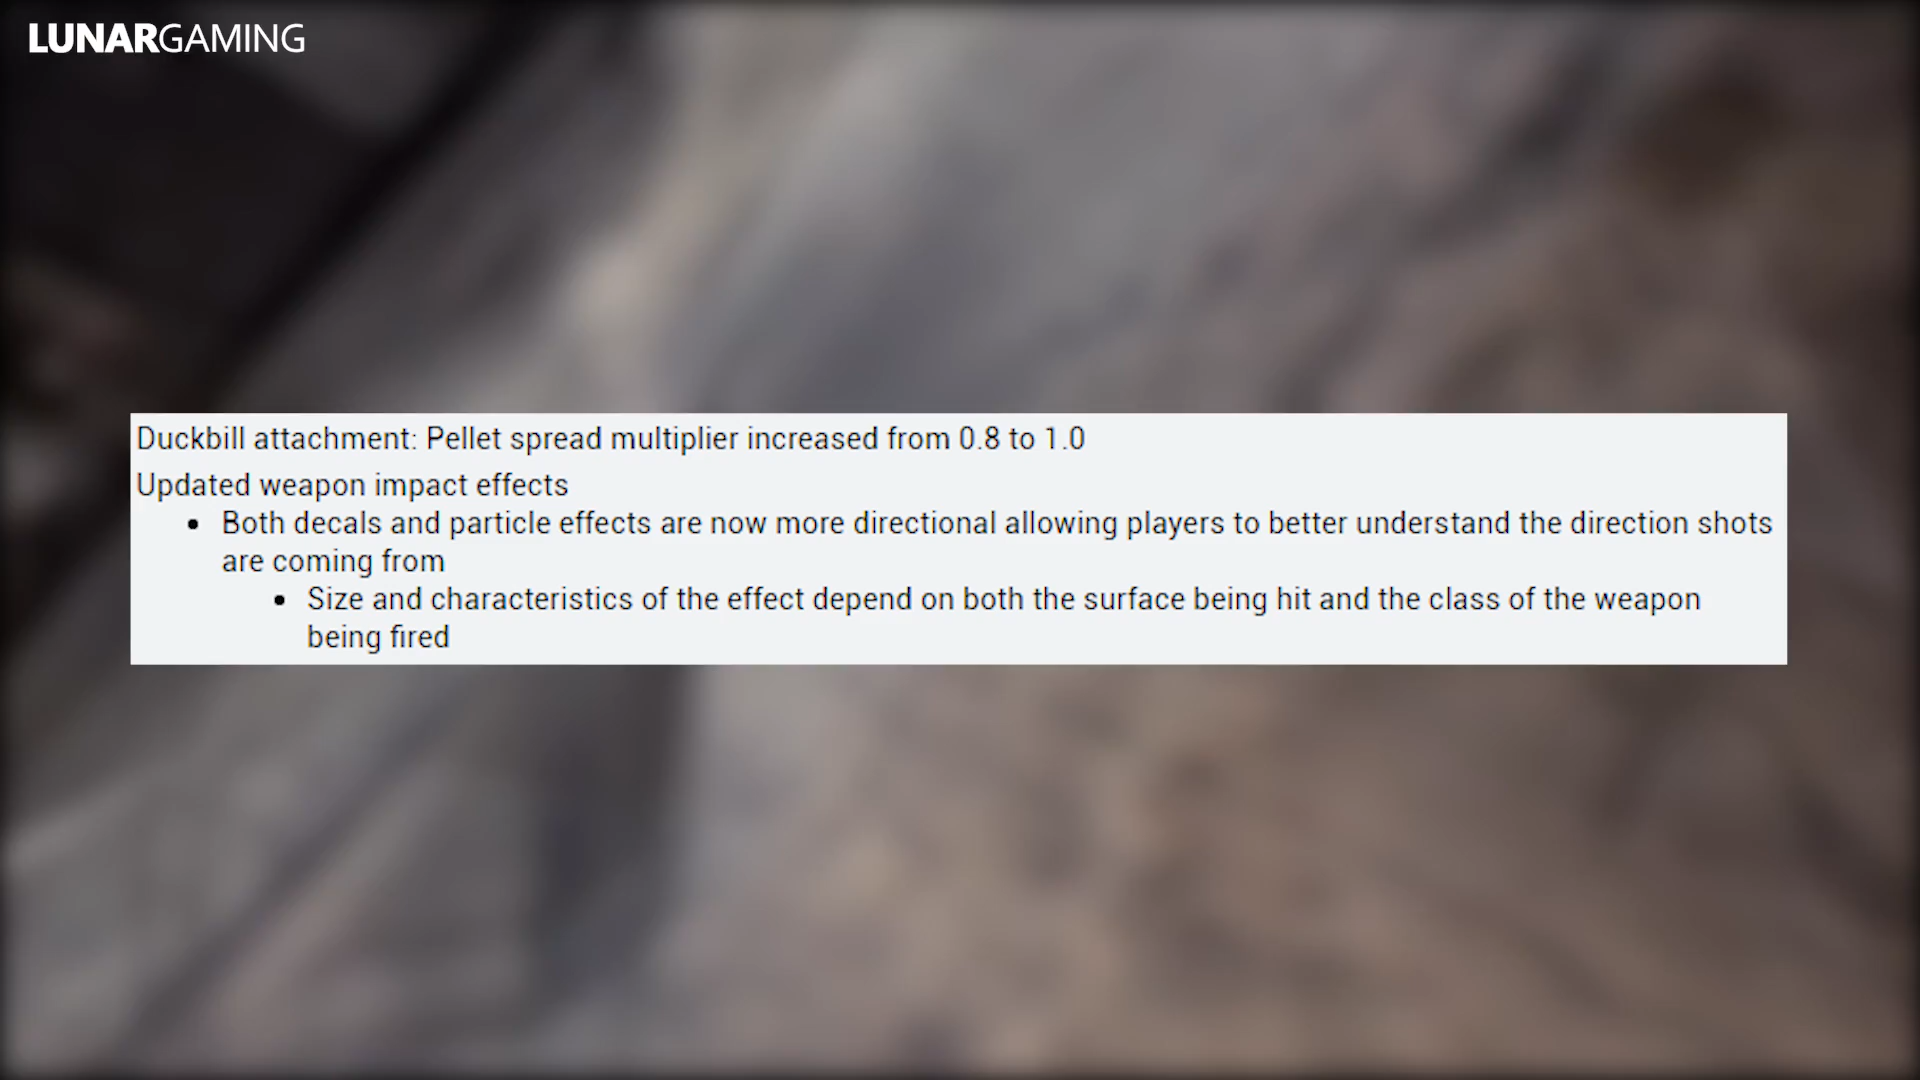 LUNARGAMING
Duckbill attachment: Pellet spread multiplier increased from 0.8 to 1.0
Updated weapon impact effects
• Both decals and particle effects are now more directional allowing players to better understand the direction shots
are coming from
• Size and characteristics of the effect depend on both the surface being hit and the class of the weapon
being fired